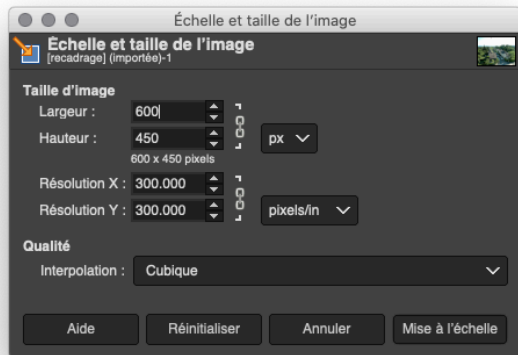 Échelle et taille de l'image
Échelle et taille de l'image
[recadrage] (importée)-1
Taille d'image
Largeur : 600
Hauteur : 450 px
600 x 450 pixels
Résolution X : 300.000
Résolution Y : 300.000 pixels/in
Qualité
Interpolation : Cubique
Aide Réinitialiser Annuler Mise à l'échelle